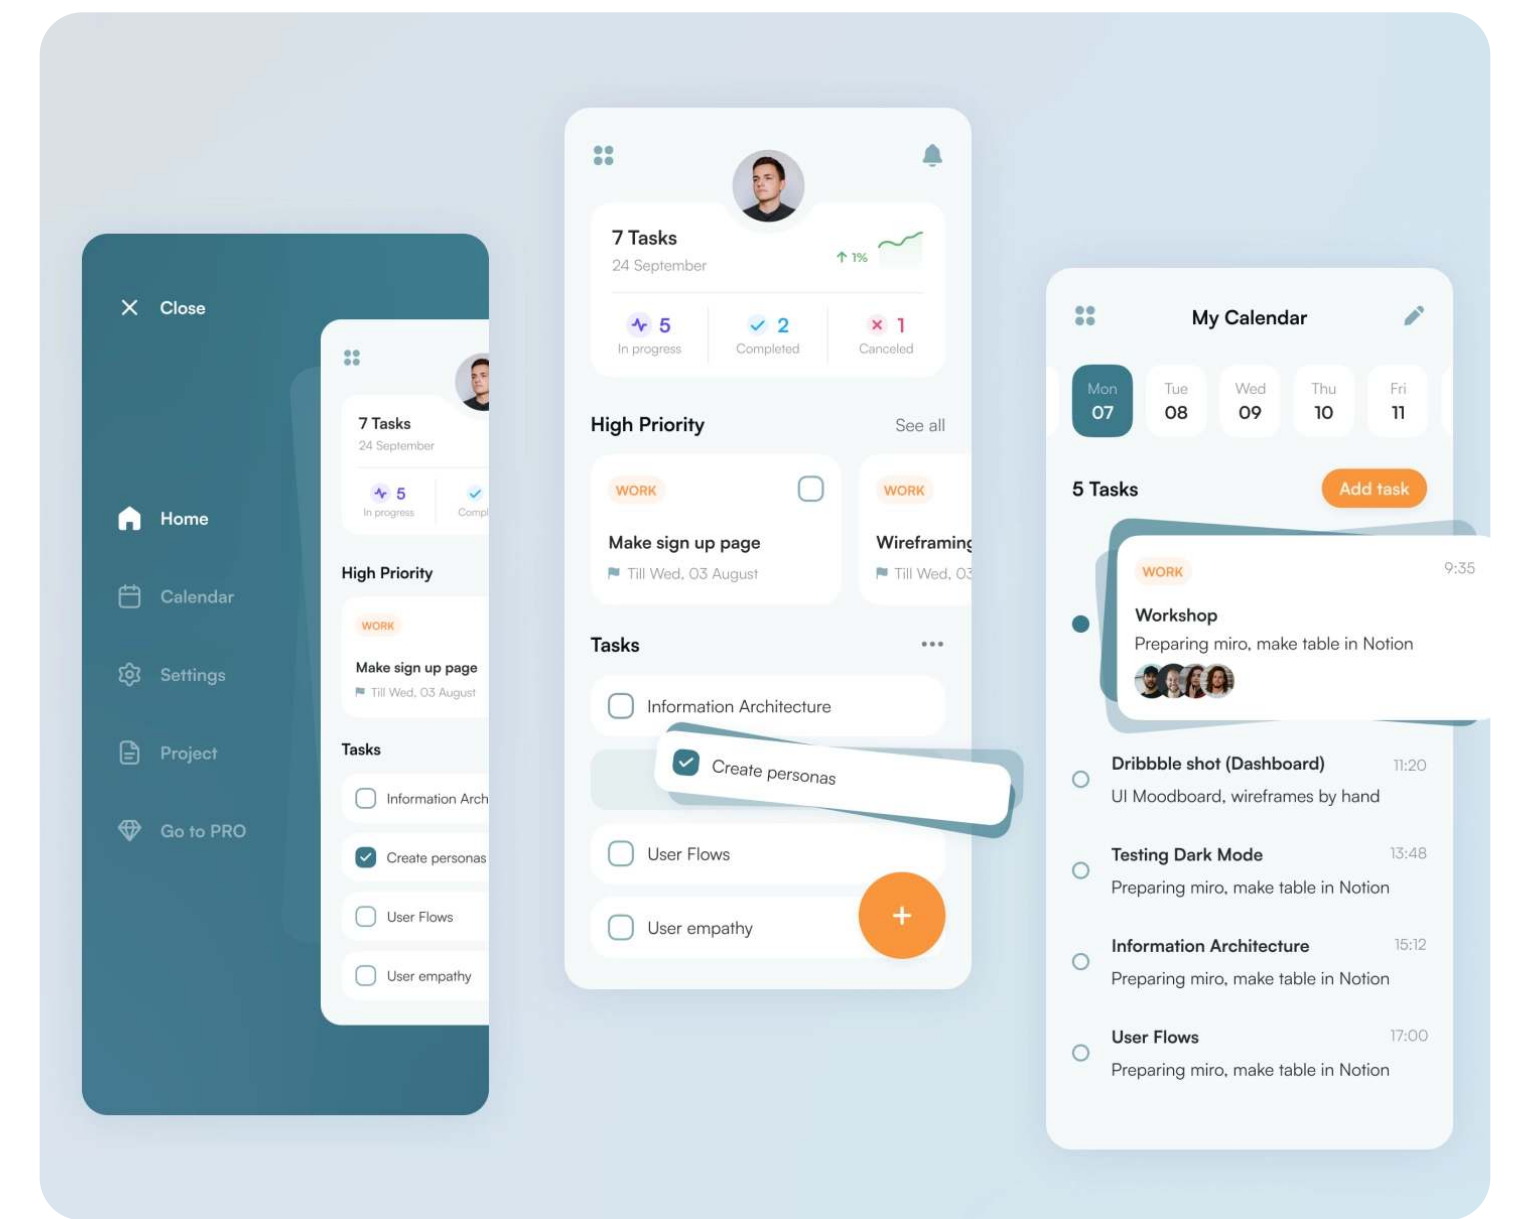 Close
Home
Calendar
Settings
Project
Go to PRO
7 Tasks
24 September
5
In progress
Compl
High Priority
WORK
Make sign up page
Till Wed, 03 August
Tasks
Information Arch
Create personas
User Flows
User empathy
7 Tasks
24 September
1%
5
In progress
2
Completed
1
Canceled
High Priority
See all
WORK
Make sign up page
Till Wed, 03 August
WORK
Wireframing
Till Wed, 03
Tasks
Information Architecture
Create personas
User Flows
User empathy
+
My Calendar
Mon
07
Tue
08
Wed
09
Thu
10
Fri
11
5 Tasks
Add task
WORK
9:35
Workshop
Preparing miro, make table in Notion
Dribbble shot (Dashboard)
11:20
UI Moodboard, wireframes by hand
Testing Dark Mode
13:48
Preparing miro, make table in Notion
Information Architecture
15:12
Preparing miro, make table in Notion
User Flows
17:00
Preparing miro, make table in Notion